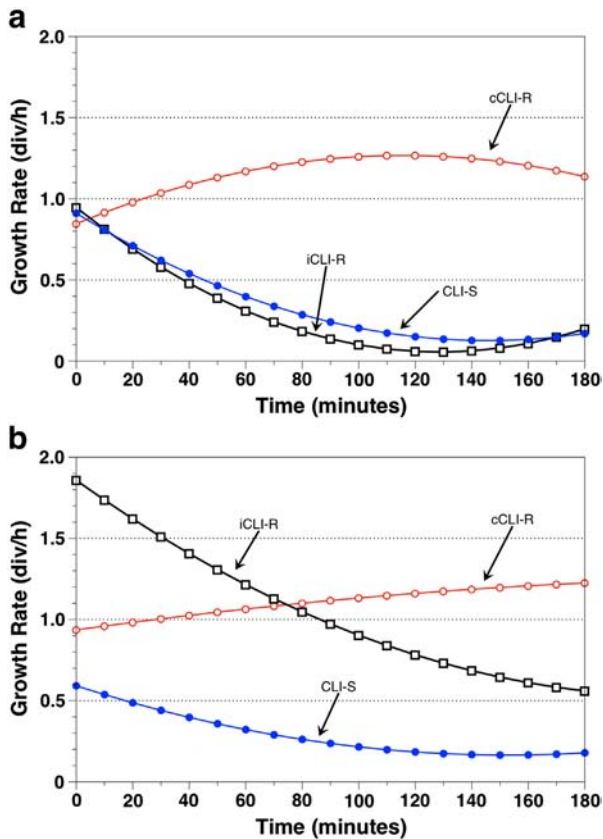 a
2.0
1.5
1.0
0.5
0
Growth Rate (div/h)
cCLI-R
iCLI-R
CLI-S
0 20 40 60 80 100 120 140 160 180
Time (minutes)
b
2.0
1.5
1.0
0.5
0
Growth Rate (div/h)
iCLI-R
cCLI-R
CLI-S
0 20 40 60 80 100 120 140 160 180
Time (minutes)